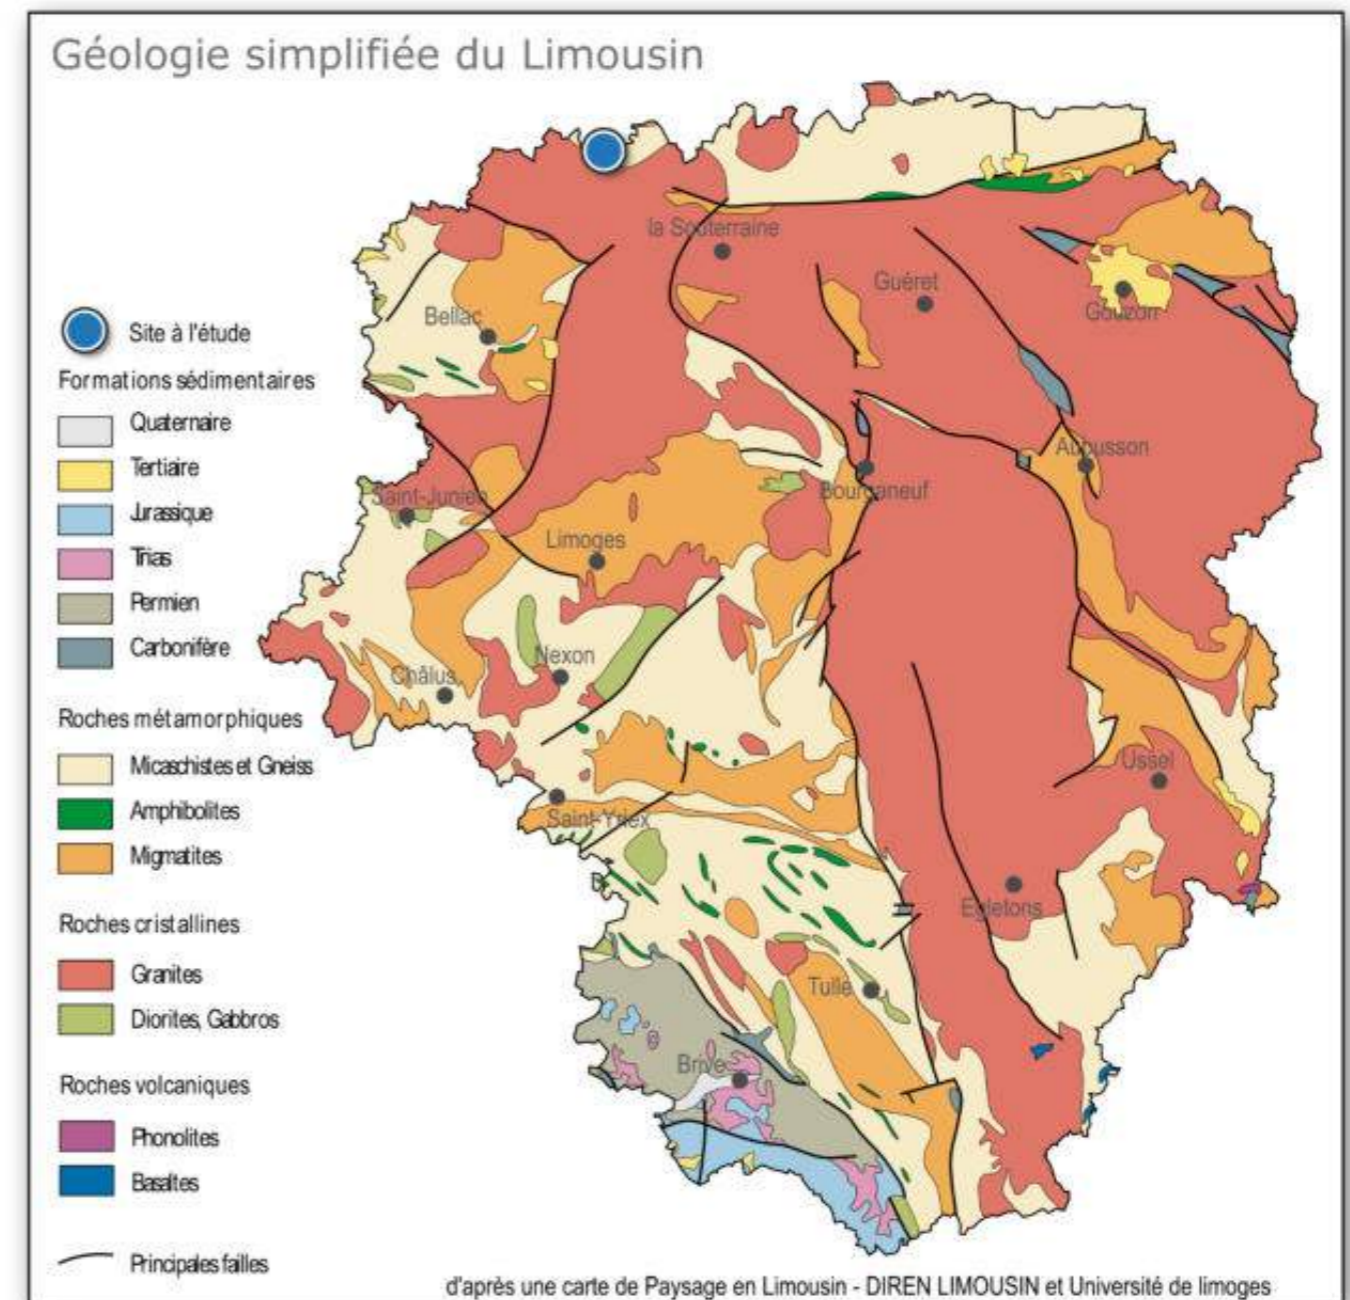 Géologie simplifiée du Limousin
la Souterraine
Guéret
Gouzon
Bellac
Site à l'étude
Formations sédimentaires
Quaternaire
Tertiaire
Jurassique
Trias
Permien
Carbonifère
Aubusson
Saint-Junien
Bourganeuf
Limoges
Nexon
Châlus
Roches métamorphiques
Micaschistes et Gneiss
Amphibolites
Migmatites
Ussel
Saint-Yriex
Egletons
Roches cristallines
Granites
Diorites, Gabbros
Tulle
Brive
Roches volcaniques
Phonolites
Basaltes
Principales failles
d'après une carte de Paysage en Limousin - DIREN LIMOUSIN et Université de limoges